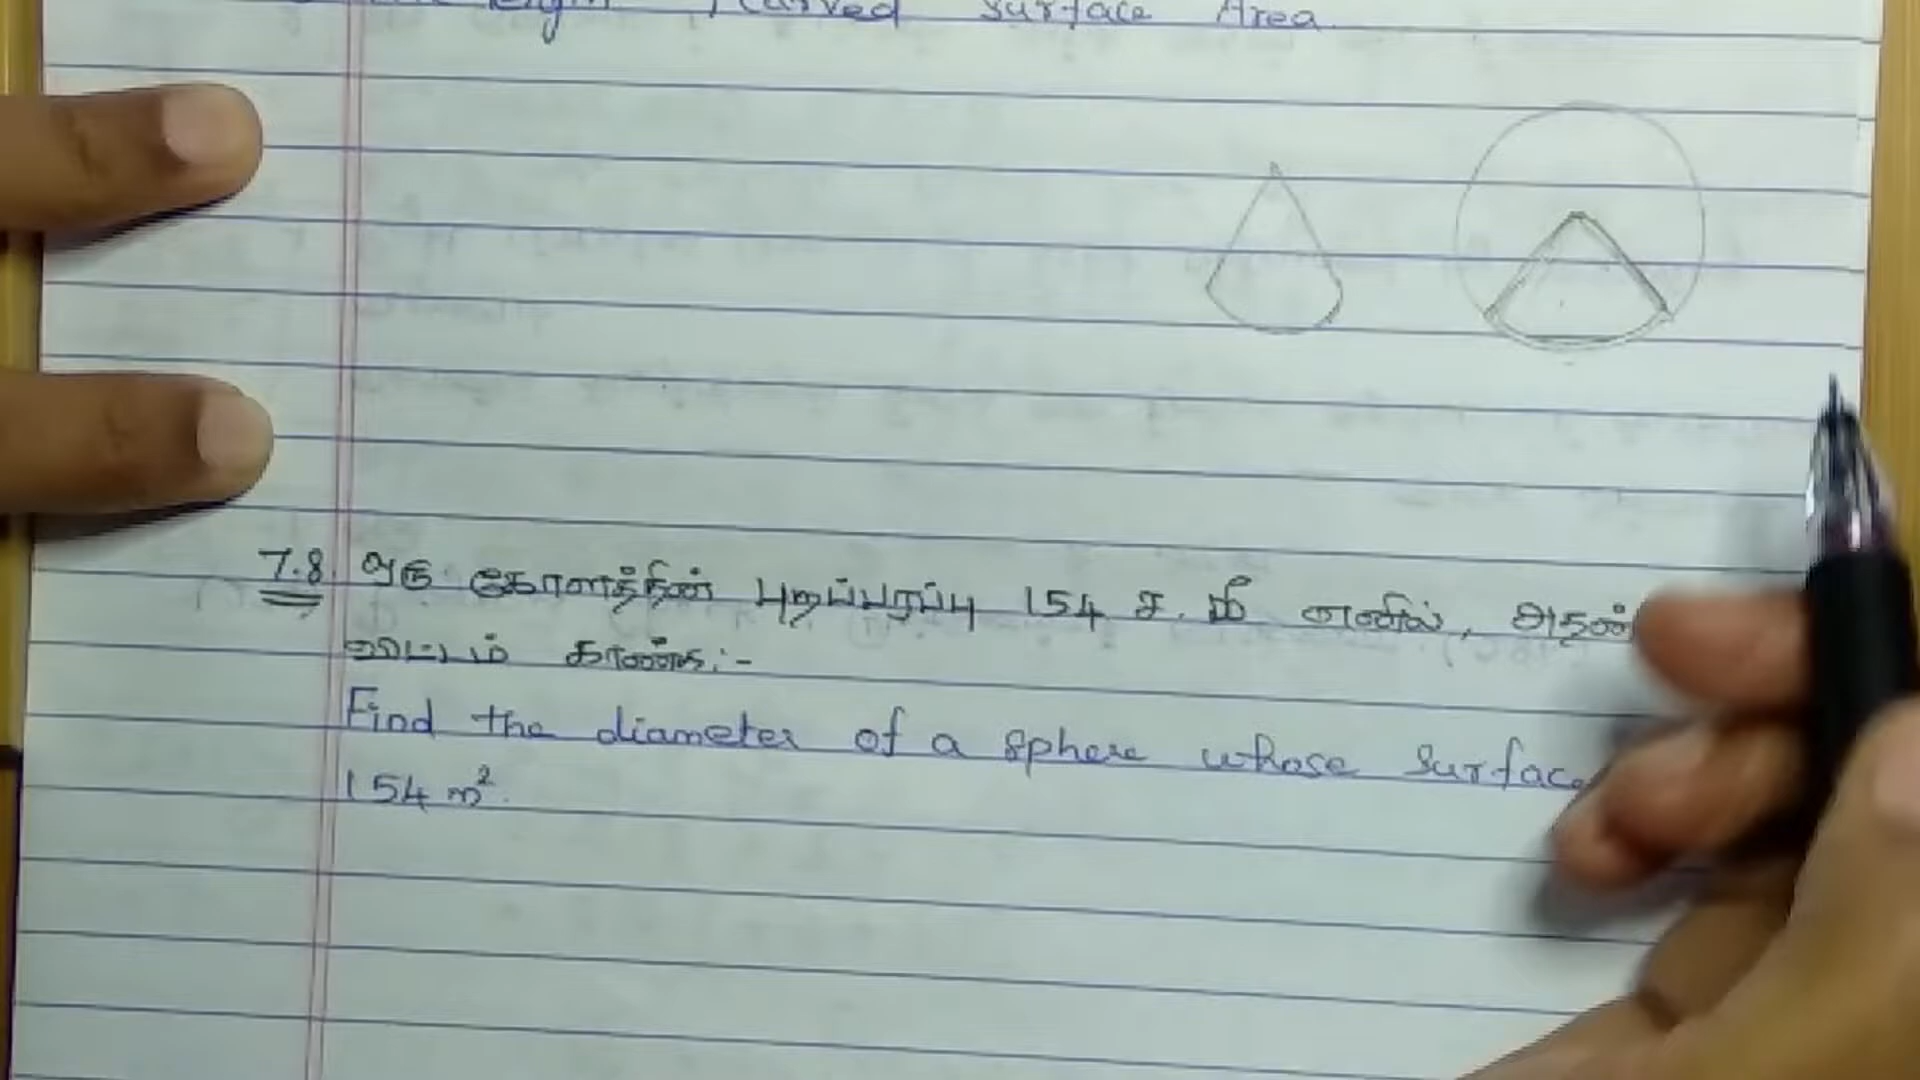 Curved Surface Area
7.8 ஒரு கோளத்தின் புறப்பரப்பு 154 ச. மீ எனில், அதன்
விட்டம் காண்க:-
Find the diameter of a sphere whose surface
154 m².